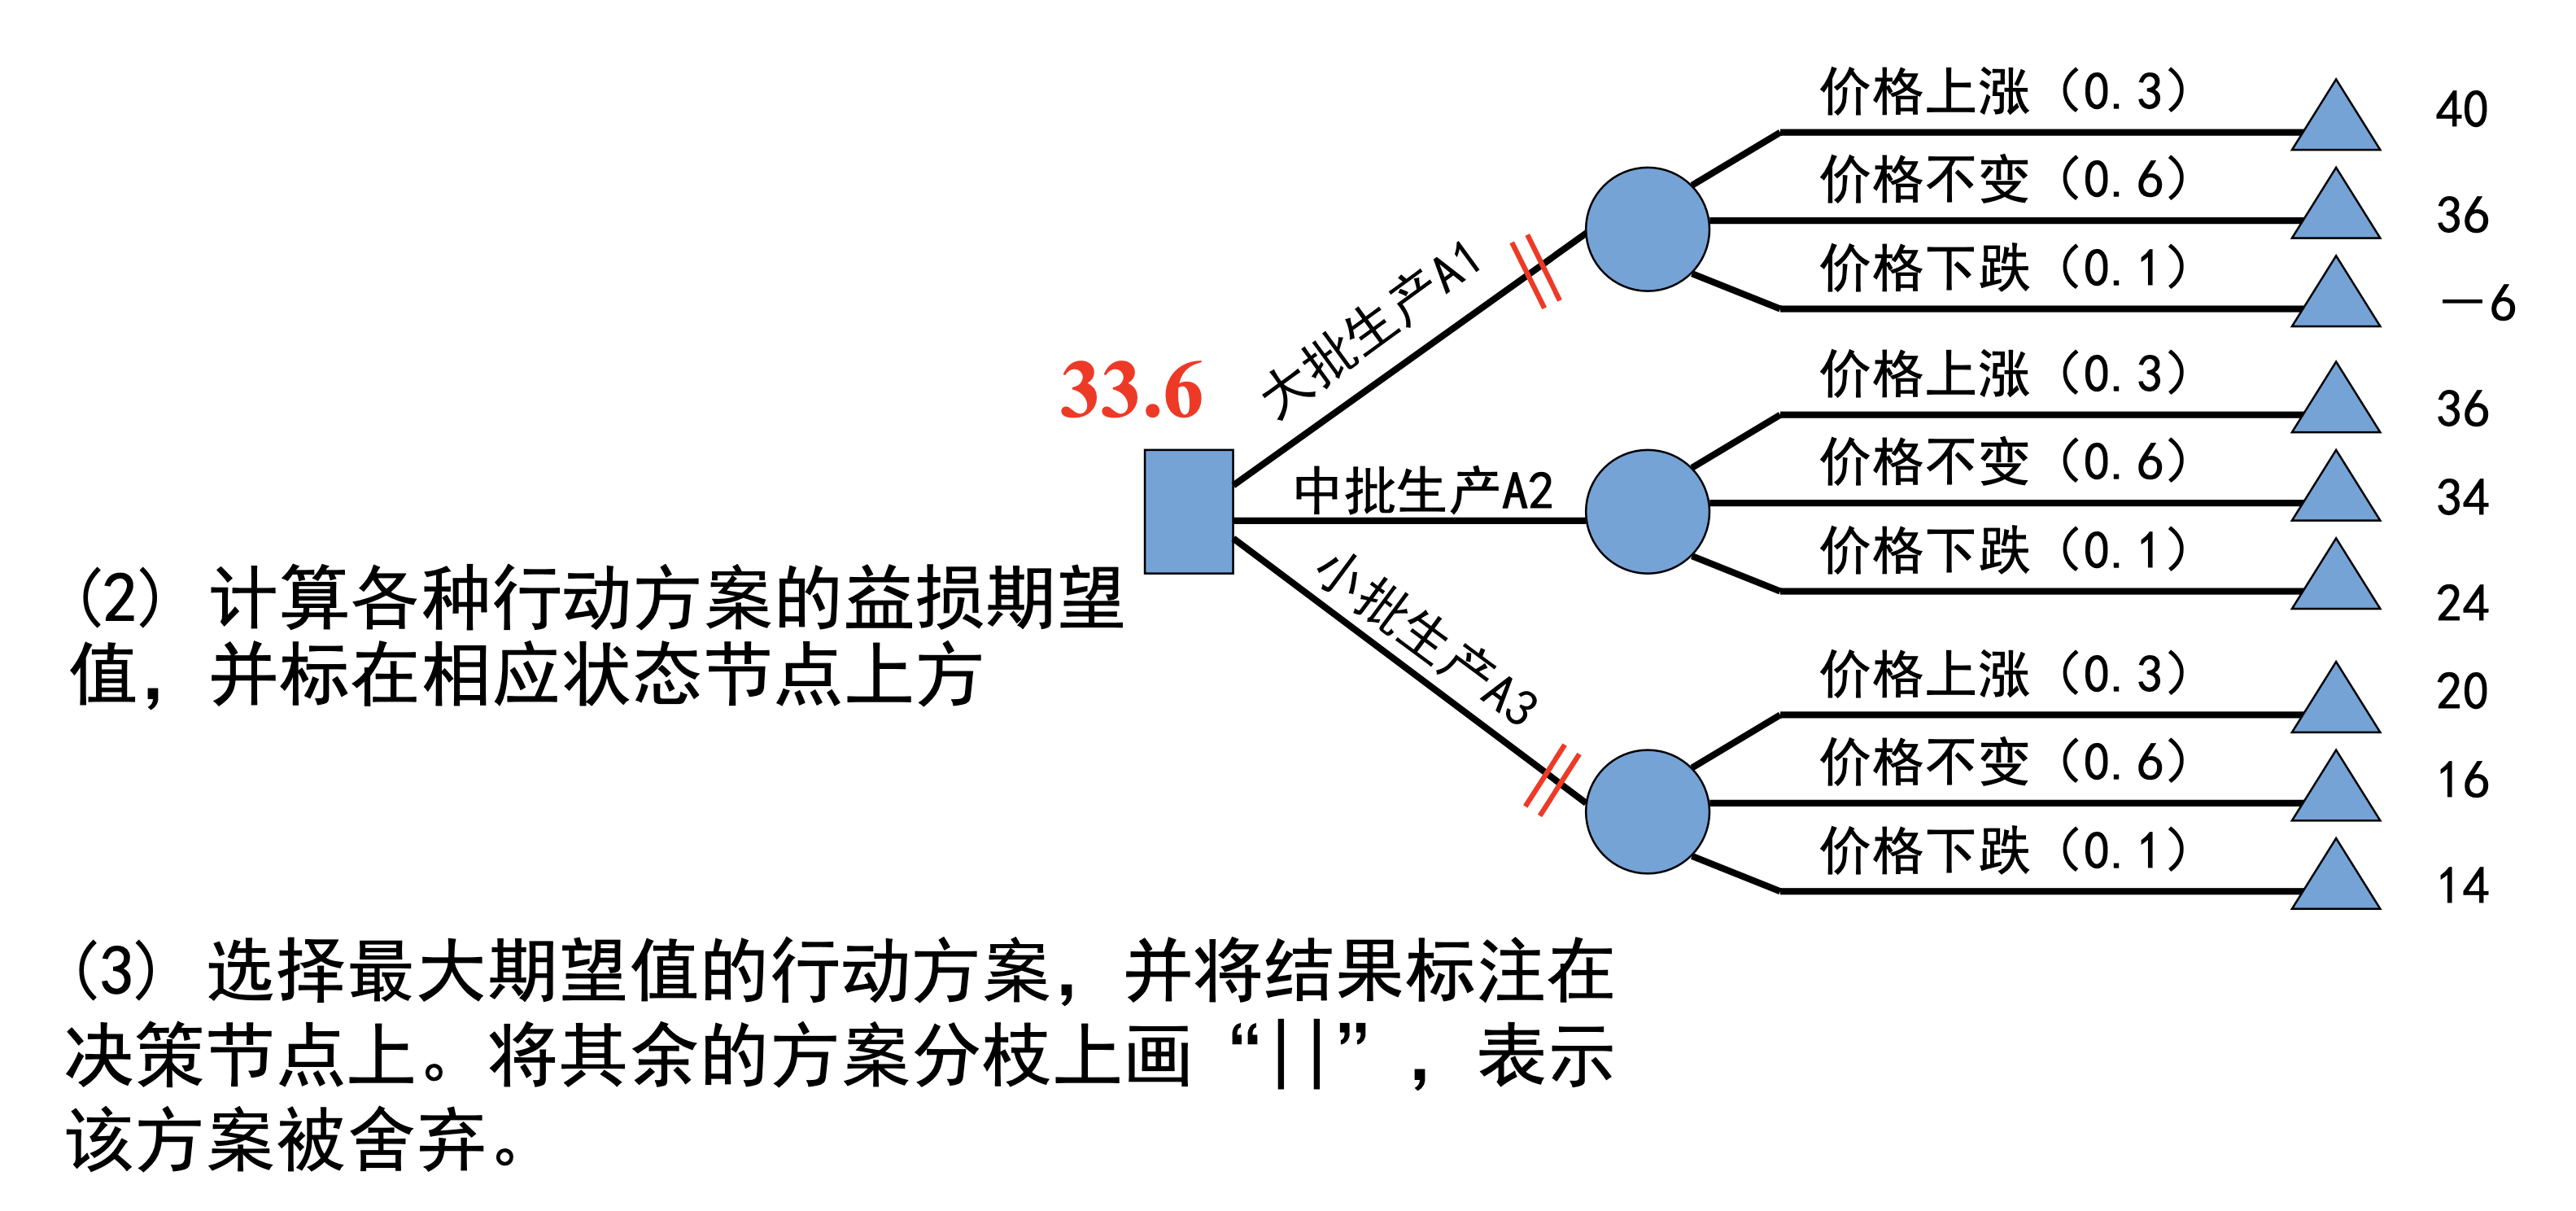 价格上涨（0.3）
40
价格不变（0.6）
36
价格下跌（0.1）
－6
大批生产A1
33.6
价格上涨（0.3）
36
中批生产A2
价格不变（0.6）
34
价格下跌（0.1）
24
小批生产A3
价格上涨（0.3）
20
价格不变（0.6）
16
价格下跌（0.1）
14
(2) 计算各种行动方案的益损期望
值，并标在相应状态节点上方
(3) 选择最大期望值的行动方案，并将结果标注在
决策节点上。将其余的方案分枝上画“||”，表示
该方案被舍弃。